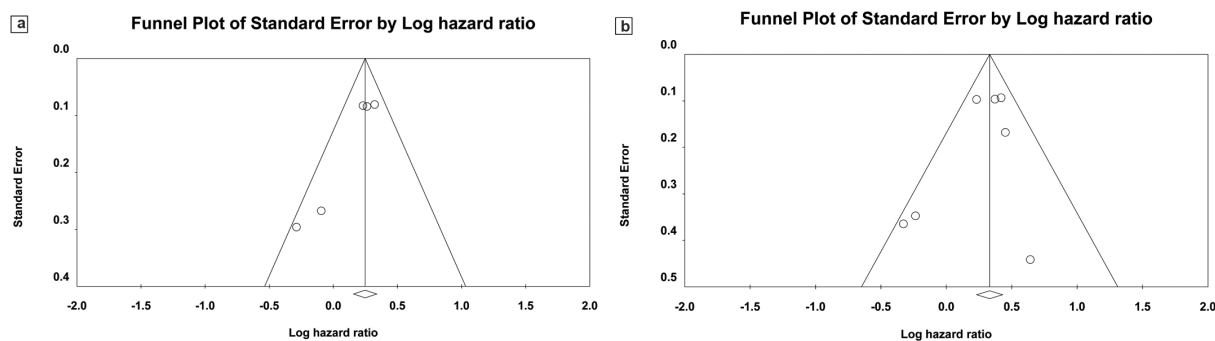 a
Funnel Plot of Standard Error by Log hazard ratio
0.0
0.1
0.2
0.3
0.4
Standard Error
-2.0 -1.5 -1.0 -0.5 0.0 0.5 1.0 1.5 2.0
Log hazard ratio
b
Funnel Plot of Standard Error by Log hazard ratio
0.0
0.1
0.2
0.3
0.4
0.5
Standard Error
-2.0 -1.5 -1.0 -0.5 0.0 0.5 1.0 1.5 2.0
Log hazard ratio